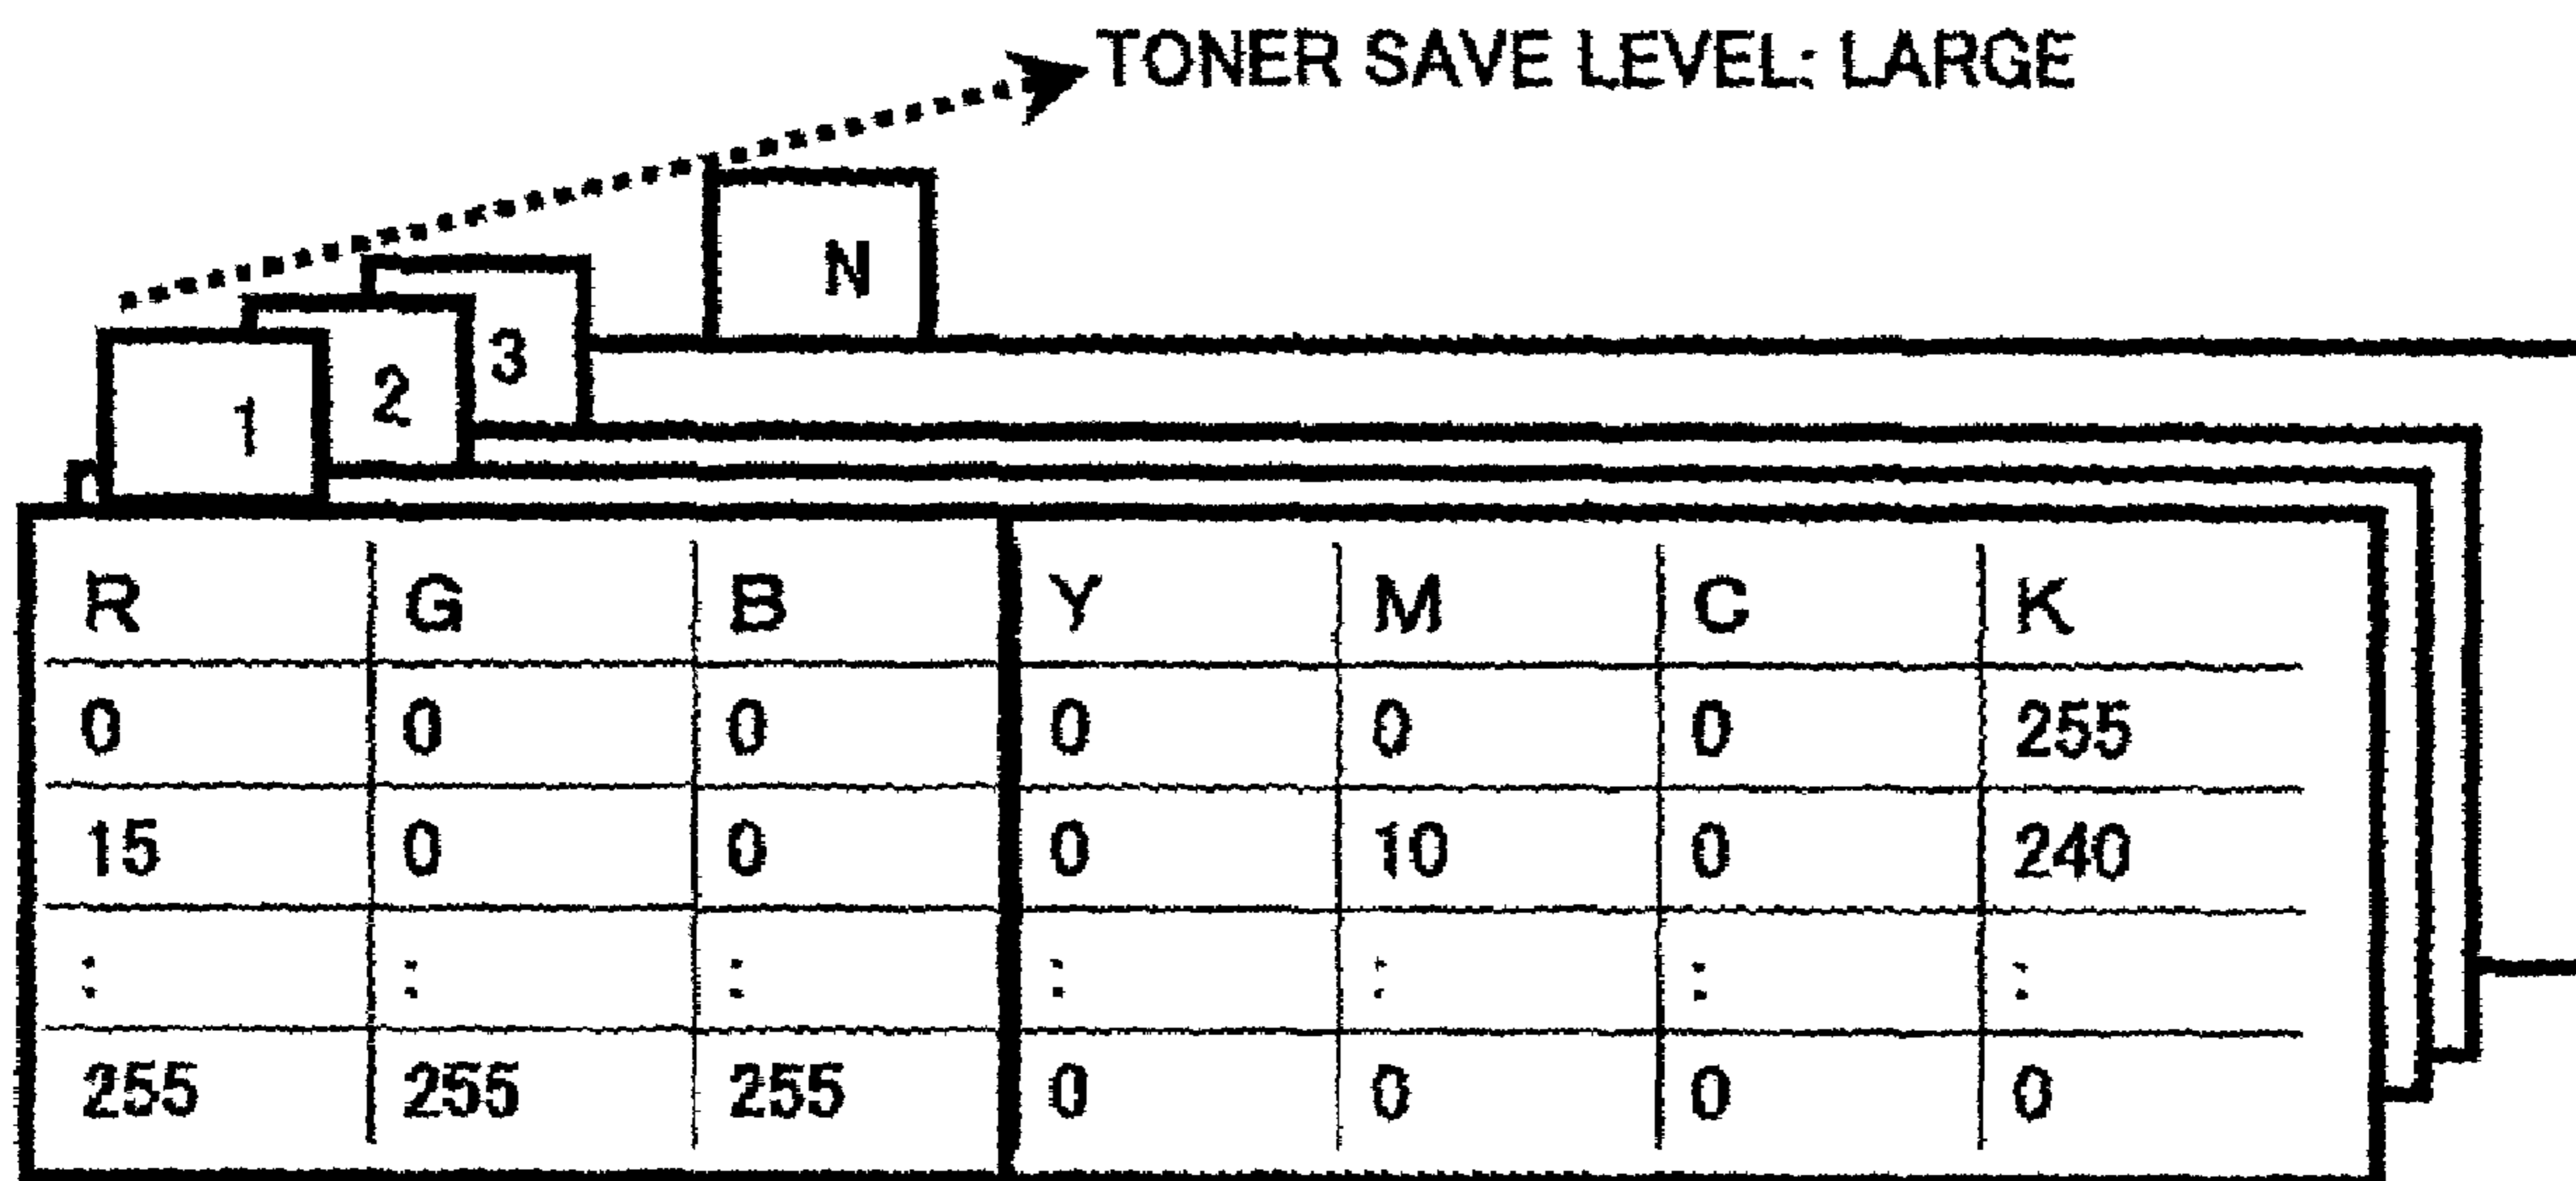 TONER SAVE LEVEL: LARGE
N
3
2
1
R G B Y M C K
0 0 0 0 0 0 255
15 0 0 0 10 0 240
: : : : : : :
255 255 255 0 0 0 0